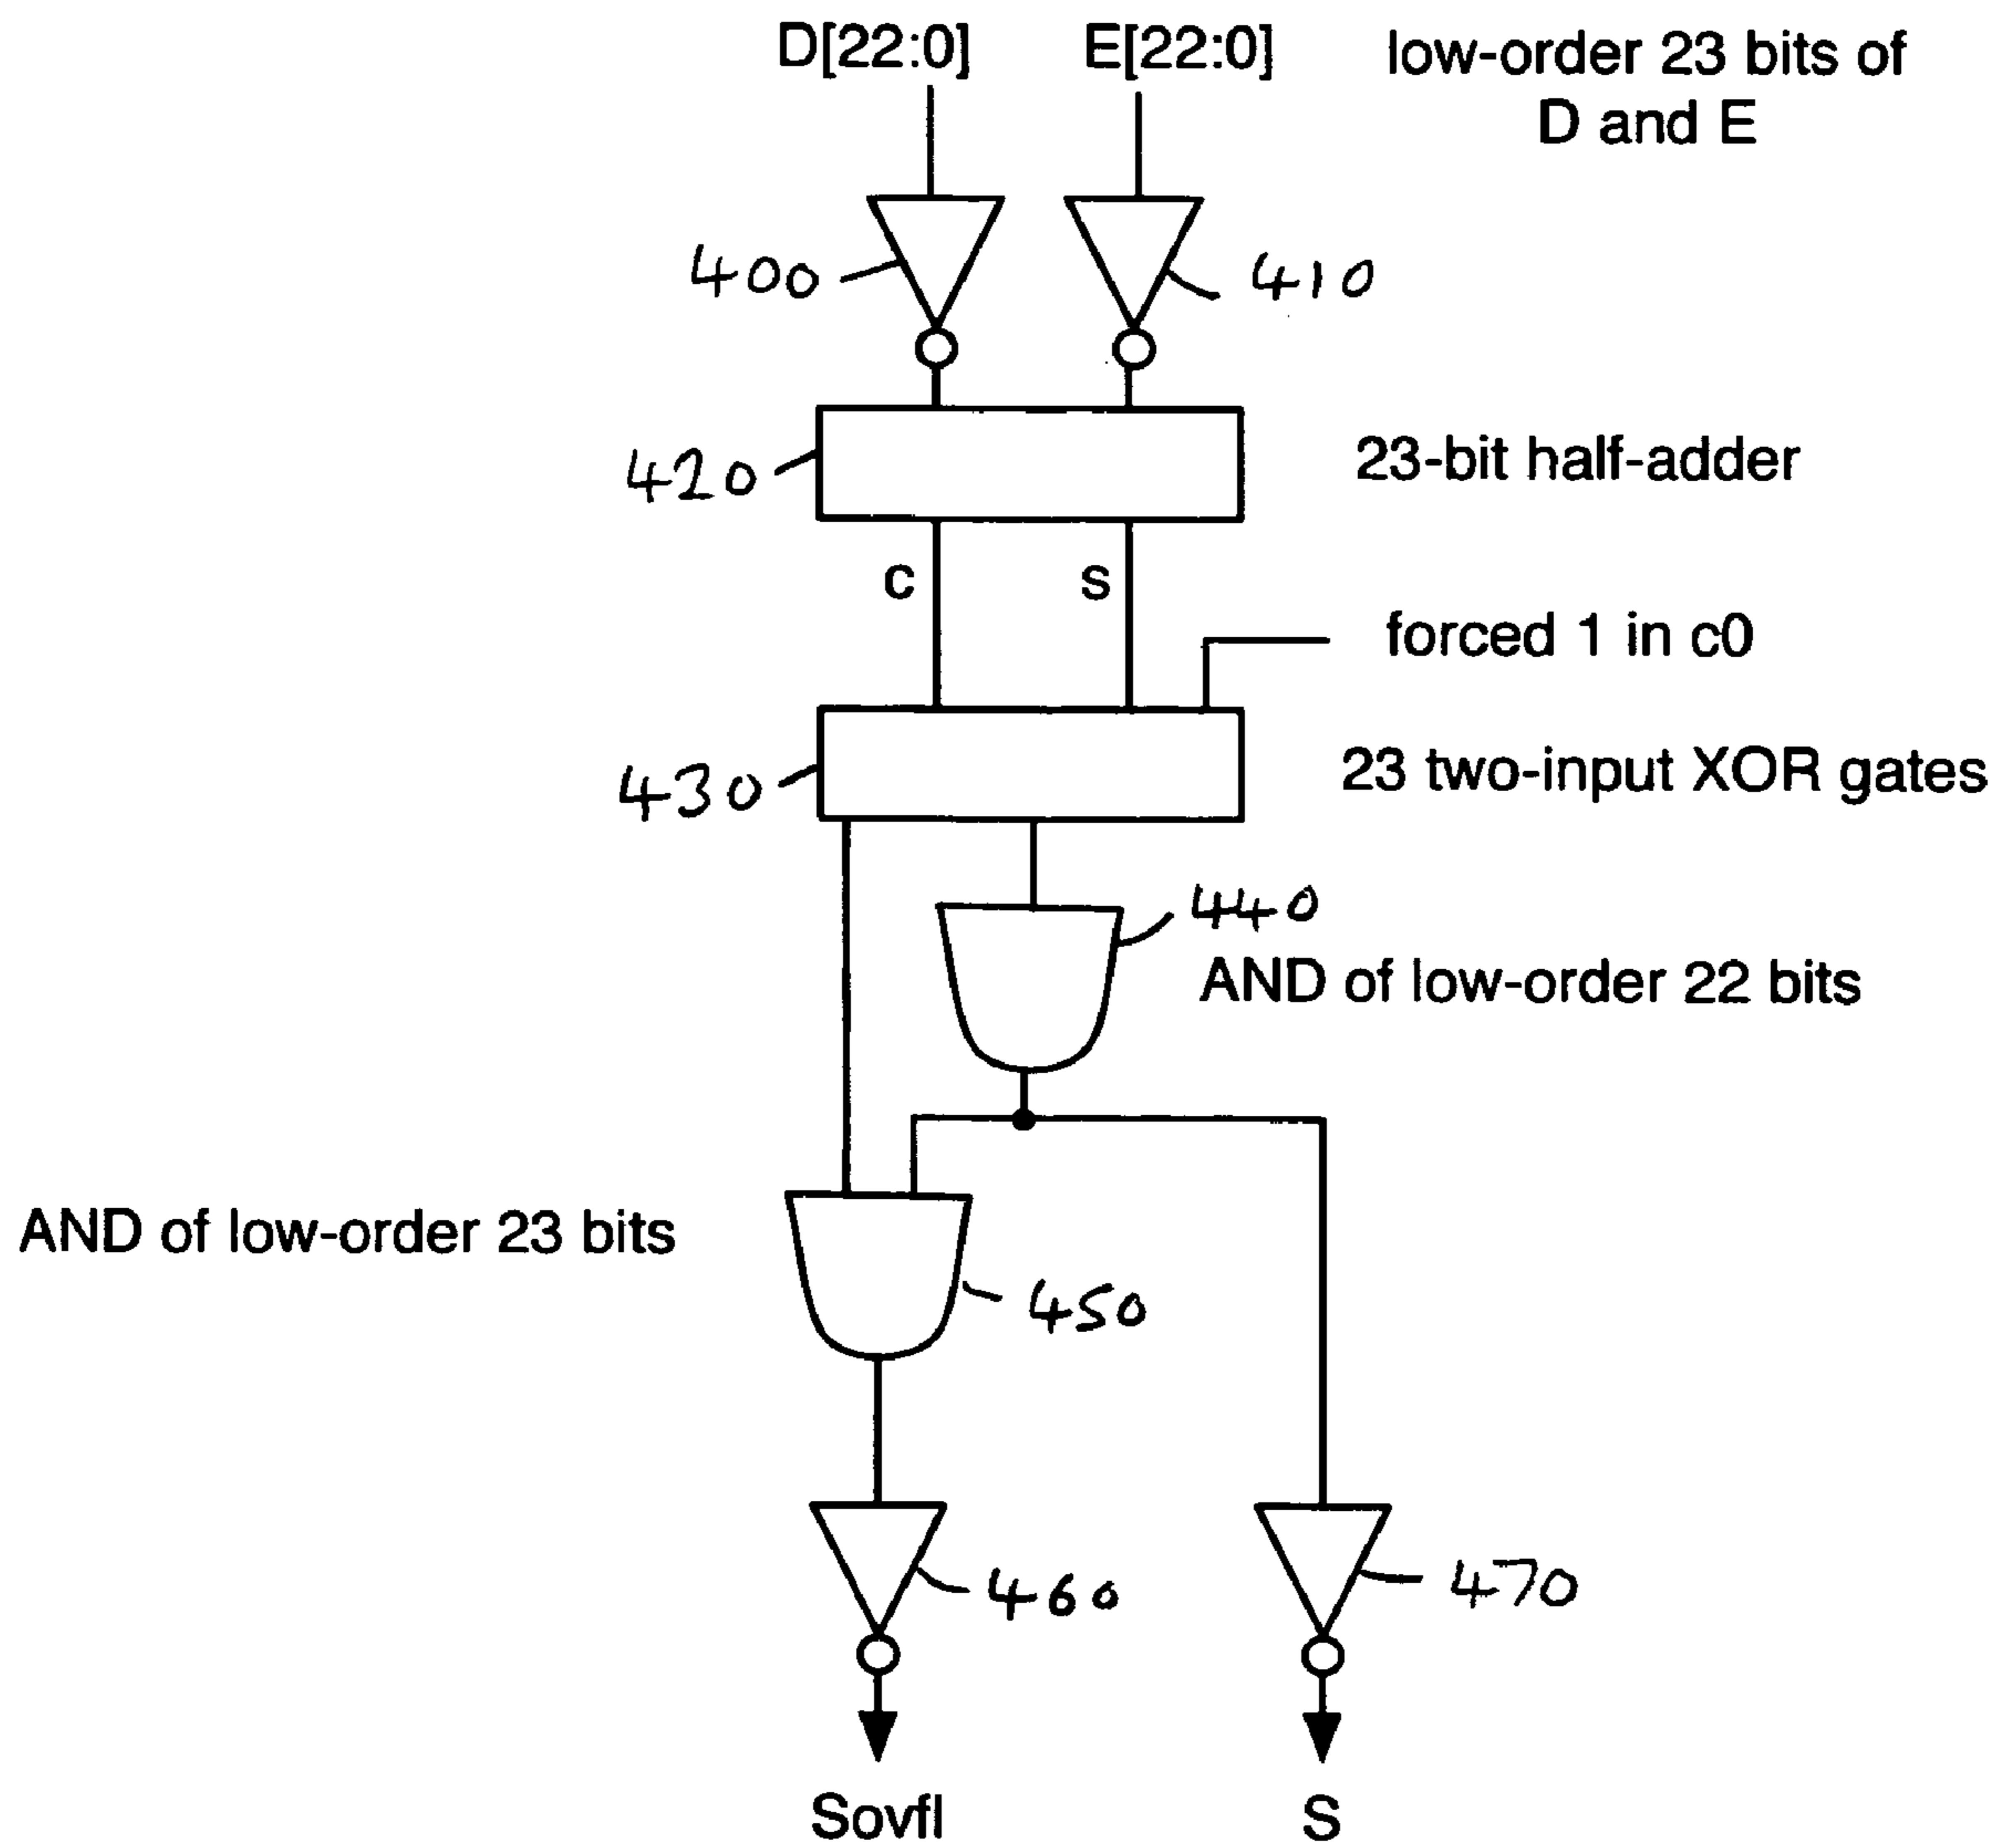 D[22:0]
E[22:0]
low-order 23 bits of
D and E
400
410
420
23-bit half-adder
c
s
forced 1 in c0
430
23 two-input XOR gates
440
AND of low-order 22 bits
AND of low-order 23 bits
450
460
470
Sovfl
S